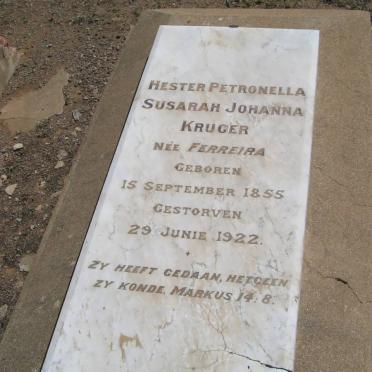 HESTER PETRONELLA
SUSARAH JOHANNA
KRUGER
NÉE FERREIRA
GEBOREN
15 SEPTEMBER 1855
GESTORVEN
29 JUNIE 1922.
ZY HEEFT GEDAAN, HETGEEN
ZY KONDE. MARKUS 14. 8.